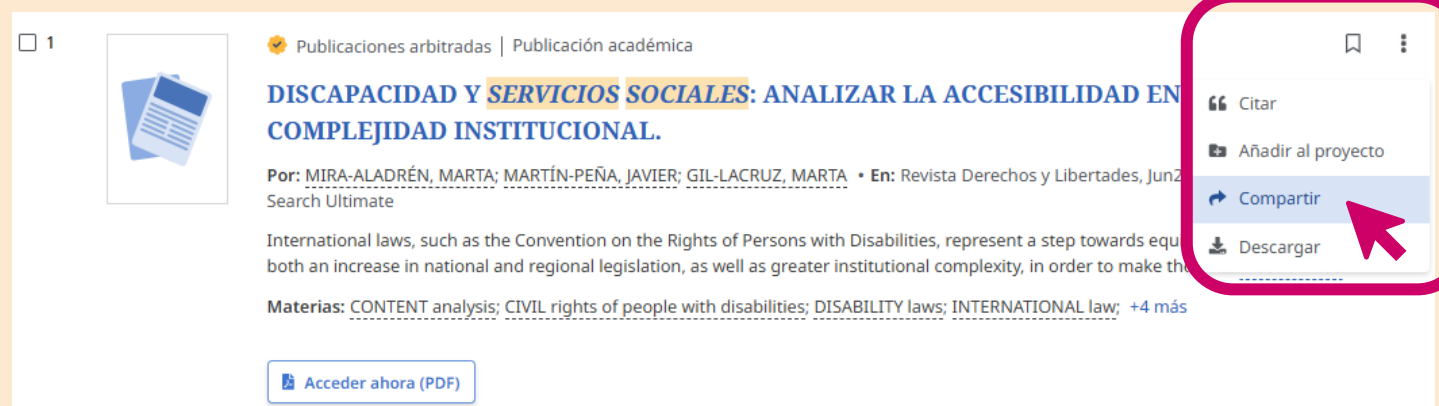 1
Publicaciones arbitradas | Publicación académica
DISCAPACIDAD Y SERVICIOS SOCIALES: ANALIZAR LA ACCESIBILIDAD EN
COMPLEJIDAD INSTITUCIONAL.
Por: MIRA-ALADRÉN, MARTA; MARTÍN-PEÑA, JAVIER; GIL-LACRUZ, MARTA • En: Revista Derechos y Libertades,
Search Ultimate
International laws, such as the Convention on the Rights of Persons with Disabilities, represent a step towards
both an increase in national and regional legislation, as well as greater institutional complexity, in order to make
Materias: CONTENT analysis; CIVIL rights of people with disabilities; DISABILITY laws; INTERNATIONAL law; +4 más
Acceder ahora (PDF)
Citar
Añadir al proyecto
Compartir
Descargar